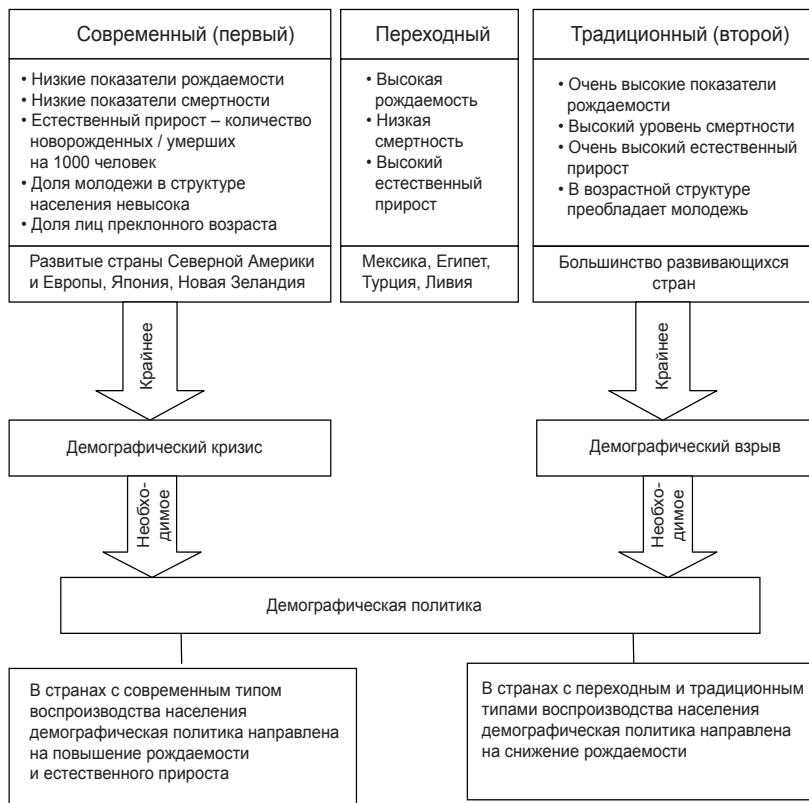 Современный (первый)
• Низкие показатели рождаемости
• Низкие показатели смертности
• Естественный прирост – количество
новорожденных / умерших
на 1000 человек
• Доля молодежи в структуре
населения невысока
• Доля лиц преклонного возраста
Развитые страны Северной Америки
и Европы, Япония, Новая Зеландия
Переходный
• Высокая
рождаемость
• Низкая
смертность
• Высокий
естественный
прирост
Мексика, Египет,
Турция, Ливия
Традиционный (второй)
• Очень высокие показатели
рождаемости
• Высокий уровень смертности
• Очень высокий естественный
прирост
• В возрастной структуре
преобладает молодежь
Большинство развивающихся
стран
Крайнее
Крайнее
Демографический кризис
Демографический взрыв
Необхо-
димое
Необхо-
димое
Демографическая политика
В странах с современным типом
воспроизводства населения
демографическая политика направлена
на повышение рождаемости
и естественного прироста
В странах с переходным и традиционным
типами воспроизводства населения
демографическая политика направлена
на снижение рождаемости